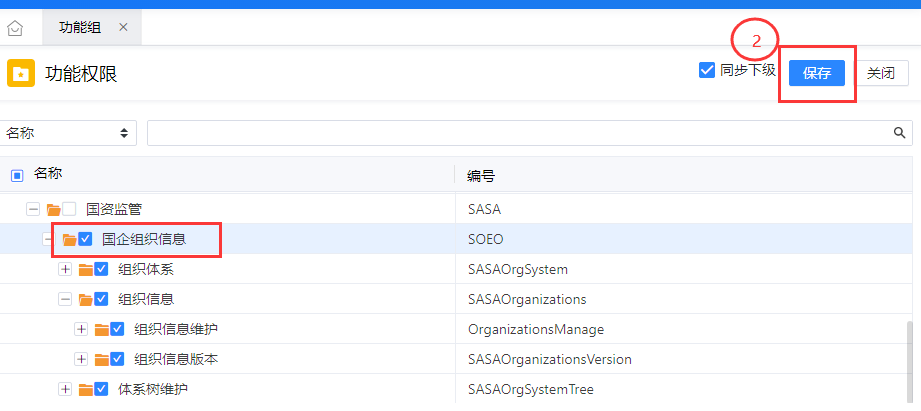 功能组 ×
2
功能权限
同步下级 保存 关闭
名称
名称 编号
国资监管 SASA
国企组织信息 SOEO
组织体系 SASAOrgSystem
组织信息 SASAOrganizations
组织信息维护 OrganizationsManage
组织信息版本 SASAOrganizationsVersion
体系树维护 SASAOrgSystemTree